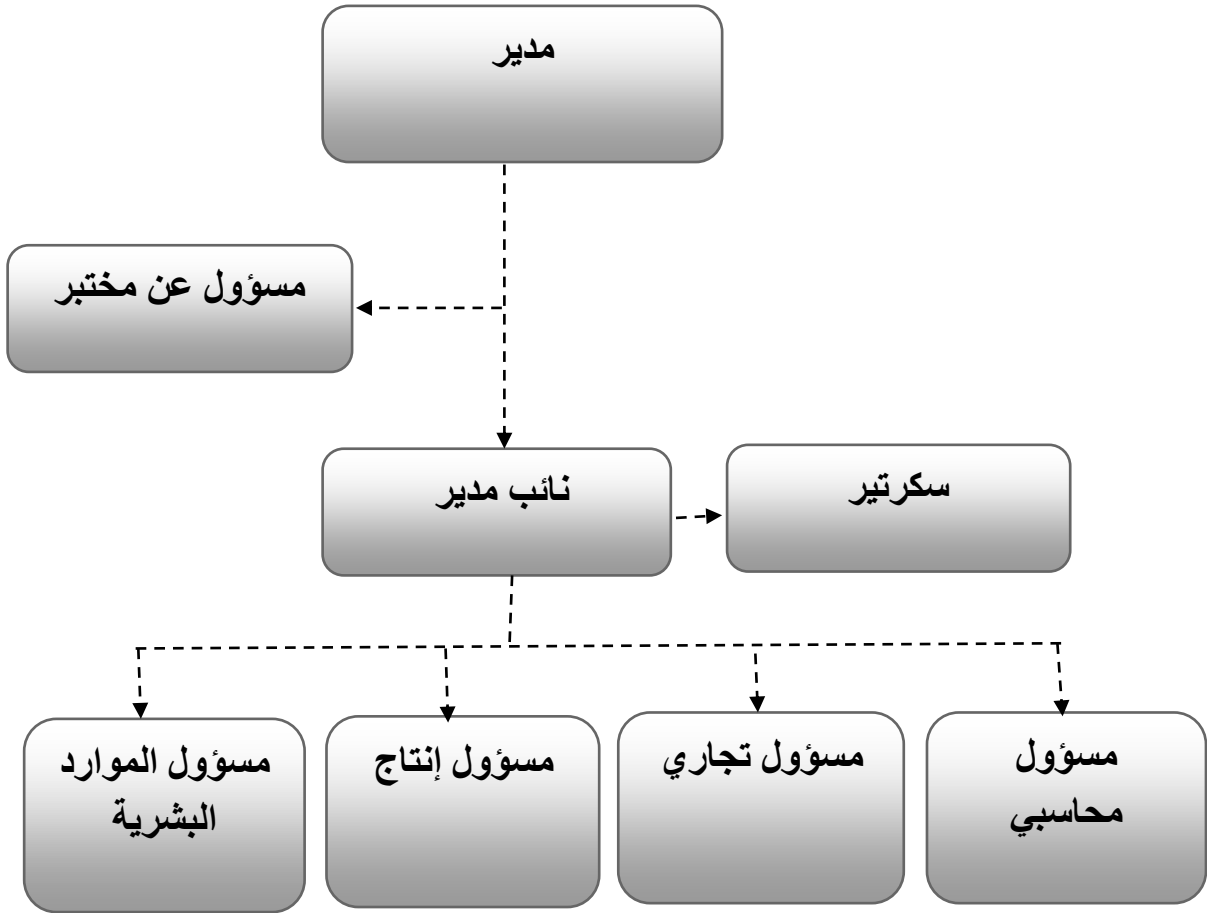 مدير
مسؤول عن مختبر
نائب مدير
سكرتير
مسؤول
محاسبي
مسؤول تجاري
مسؤول إنتاج
مسؤول الموارد
البشرية